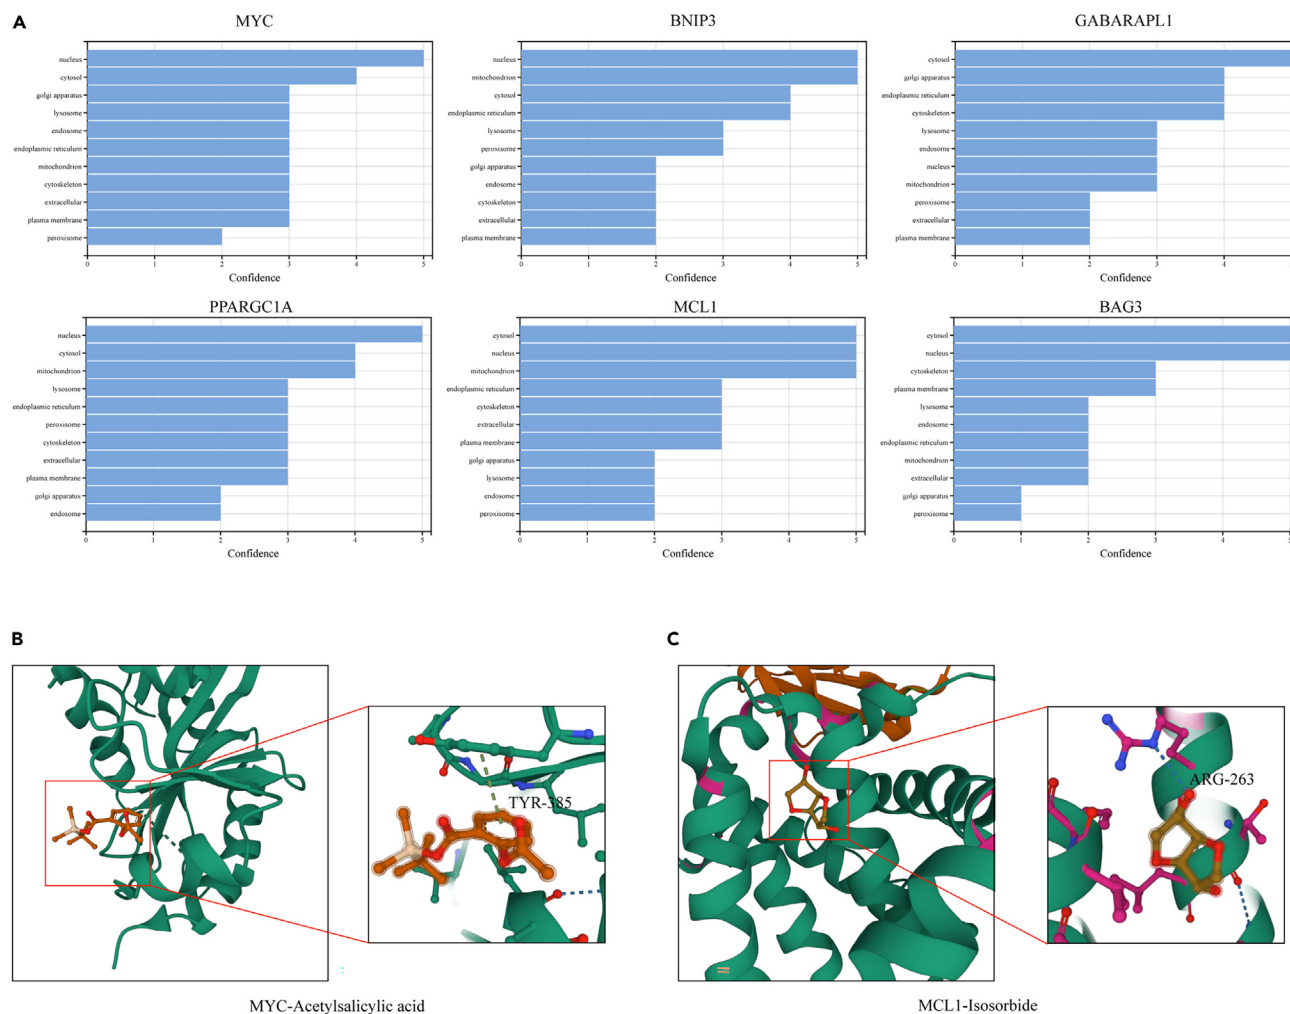 A
MYC
nucleus
cytosol
golgi apparatus
lysosome
endosome
endoplasmic reticulum
mitochondrion
cytoskeleton
extracellular
plasma membrane
peroxisome
0 1 2 3 4 5
Confidence
BNIP3
nucleus
mitochondrion
cytosol
endoplasmic reticulum
lysosome
peroxisome
golgi apparatus
endosome
cytoskeleton
extracellular
plasma membrane
0 1 2 3 4 5
Confidence
GABARAPL1
cytosol
golgi apparatus
endoplasmic reticulum
cytoskeleton
lysosome
endosome
nucleus
mitochondrion
peroxisome
extracellular
plasma membrane
0 1 2 3 4 5
Confidence
PPARGC1A
nucleus
cytosol
mitochondrion
lysosome
endoplasmic reticulum
peroxisome
cytoskeleton
extracellular
plasma membrane
golgi apparatus
endosome
0 1 2 3 4 5
Confidence
MCL1
cytosol
nucleus
mitochondrion
endoplasmic reticulum
cytoskeleton
extracellular
plasma membrane
golgi apparatus
lysosome
endosome
peroxisome
0 1 2 3 4 5
Confidence
BAG3
cytosol
nucleus
cytoskeleton
plasma membrane
lysosome
endosome
endoplasmic reticulum
mitochondrion
extracellular
golgi apparatus
peroxisome
0 1 2 3 4 5
Confidence
B
TYR-385
MYC-Acetylsalicylic acid
C
ARG-263
MCL1-Isosorbide